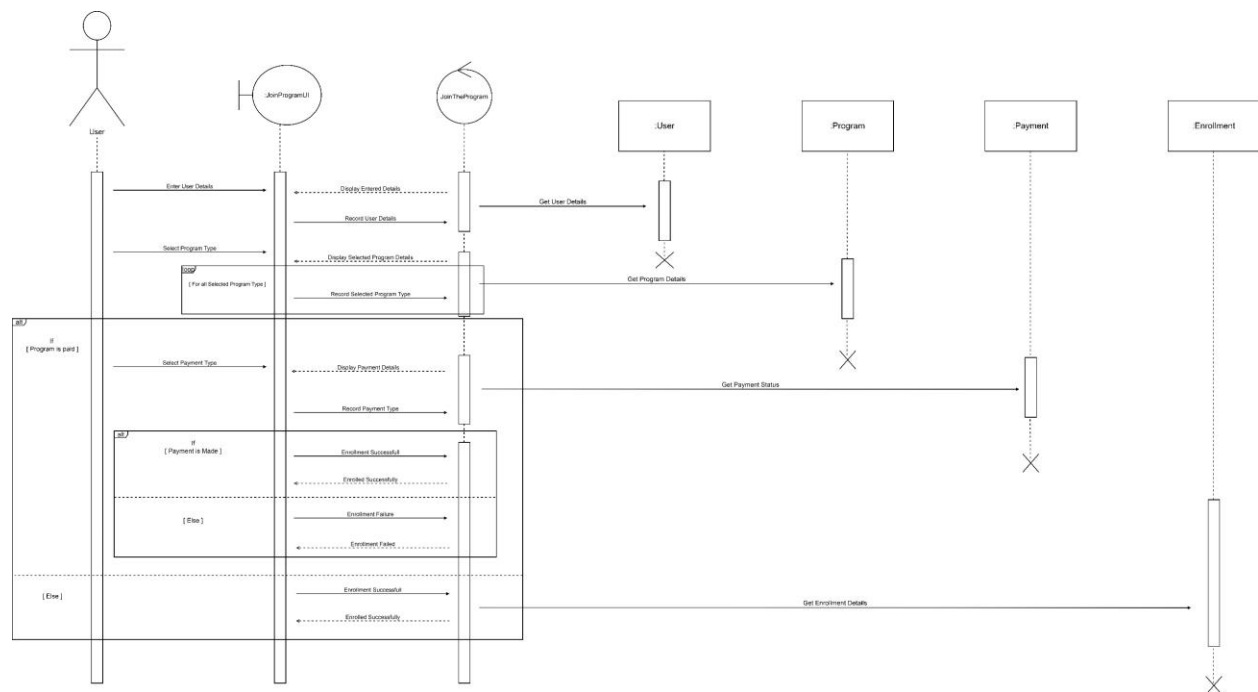 :JoinProgramUI
:JoinTheProgram
:User
:Program
:Payment
:Enrollment
User
Enter User Details
Display Entered Details
Get User Details
Record User Details
Select Program Type
Display Selected Program Details
loop
[ For all Selected Program Type ]
Get Program Details
Record Selected Program Type
alt
If
[ Program is paid ]
Select Payment Type
Display Payment Details
Get Payment Status
Record Payment Type
alt
If
[ Payment is Made ]
Enrollment Successfull
Enrolled Successfully
[ Else ]
Enrollment Failure
Enrollment Failed
[ Else ]
Enrollment Successfull
Get Enrollment Details
Enrolled Successfully